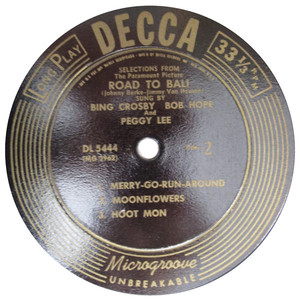 DECCA
LONG PLAY
33 1/3 R.P.M.
SELECTIONS FROM
The Paramount Picture
ROAD TO BALI
(Johnny Burke-Jimmy Van Heusen)
SUNG BY
BING CROSBY BOB HOPE
And
PEGGY LEE
DL 5444
2
MERRY-GO-RUN-AROUND
MOONFLOWERS
3. HOOT MON
Microgroove
UNBREAKABLE